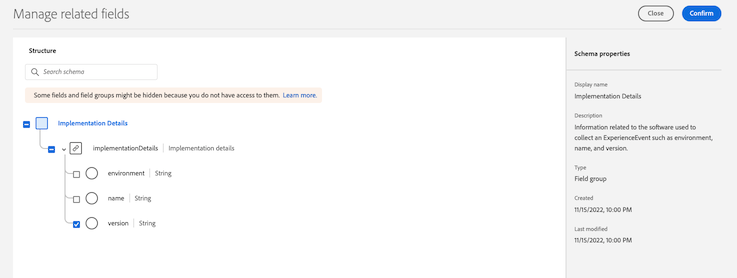 Manage related fields
Close
Confirm
Structure
Search schema
Some fields and field groups might be hidden because you do not have access to them. Learn more.
Implementation Details
implementationDetails Implementation details
environment String
name String
version String
Schema properties
Display name
Implementation Details
Description
Information related to the software used to
collect an ExperienceEvent such as environment,
name, and version.
Type
Field group
Created
11/15/2022, 10:00 PM
Last modified
11/15/2022, 10:00 PM